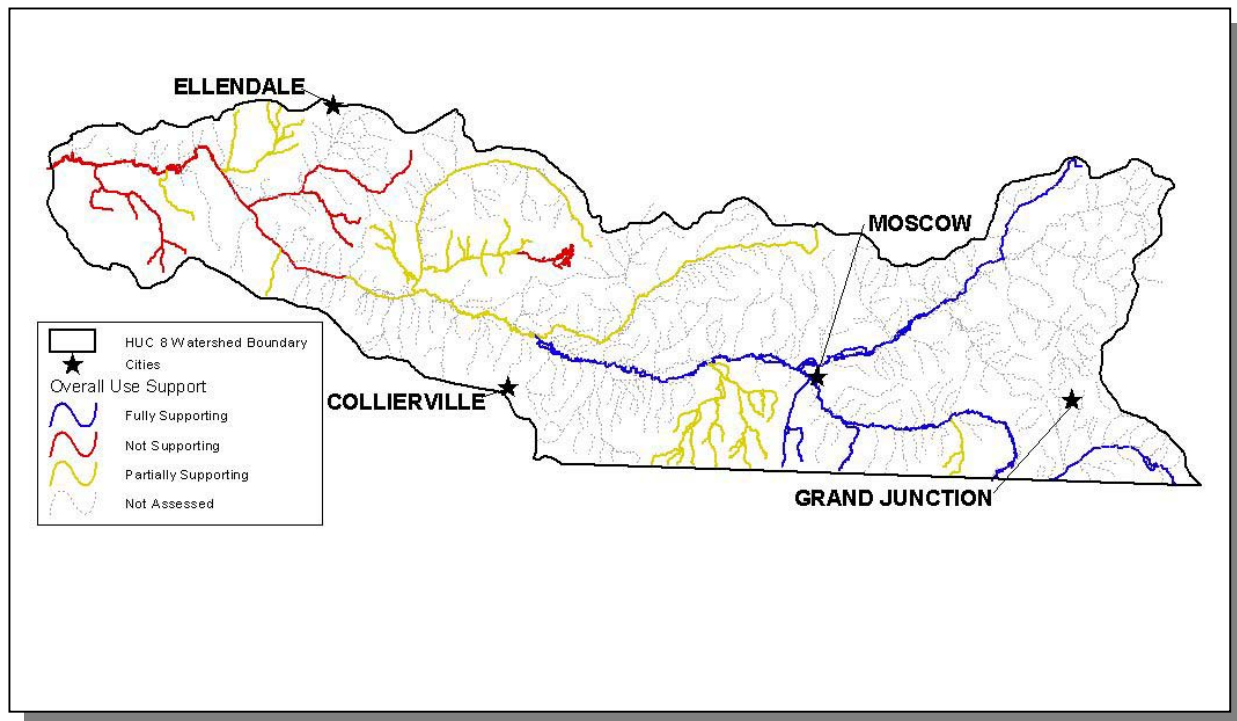 ELLENDALE
MOSCOW
HUC 8 Watershed Boundary
Cities
Overall Use Support
Fully Supporting
Not Supporting
Partially Supporting
Not Assessed
COLLIERVILLE
GRAND JUNCTION